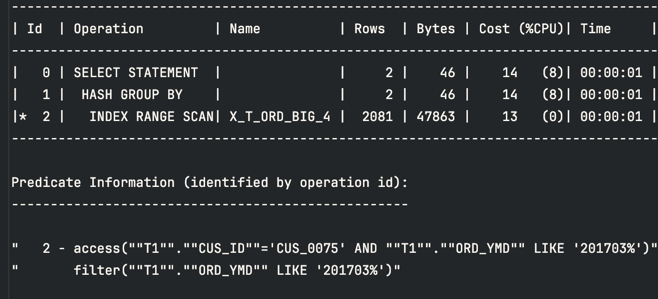 --------------------------------------------------------------------------------
| Id  | Operation         | Name         | Rows  | Bytes | Cost (%CPU)| Time     |
--------------------------------------------------------------------------------
|   0 | SELECT STATEMENT  |              |     2 |    46 |    14   (8)| 00:00:01 |
|   1 |  HASH GROUP BY    |              |     2 |    46 |    14   (8)| 00:00:01 |
|*  2 |   INDEX RANGE SCAN| X_T_ORD_BIG_4 |  2081 | 47863 |    13   (0)| 00:00:01 |
--------------------------------------------------------------------------------
Predicate Information (identified by operation id):
---------------------------------------------------
"   2 - access(""T1"".""CUS_ID""='CUS_0075' AND ""T1"".""ORD_YMD"" LIKE '201703%')"
"       filter(""T1"".""ORD_YMD"" LIKE '201703%')"